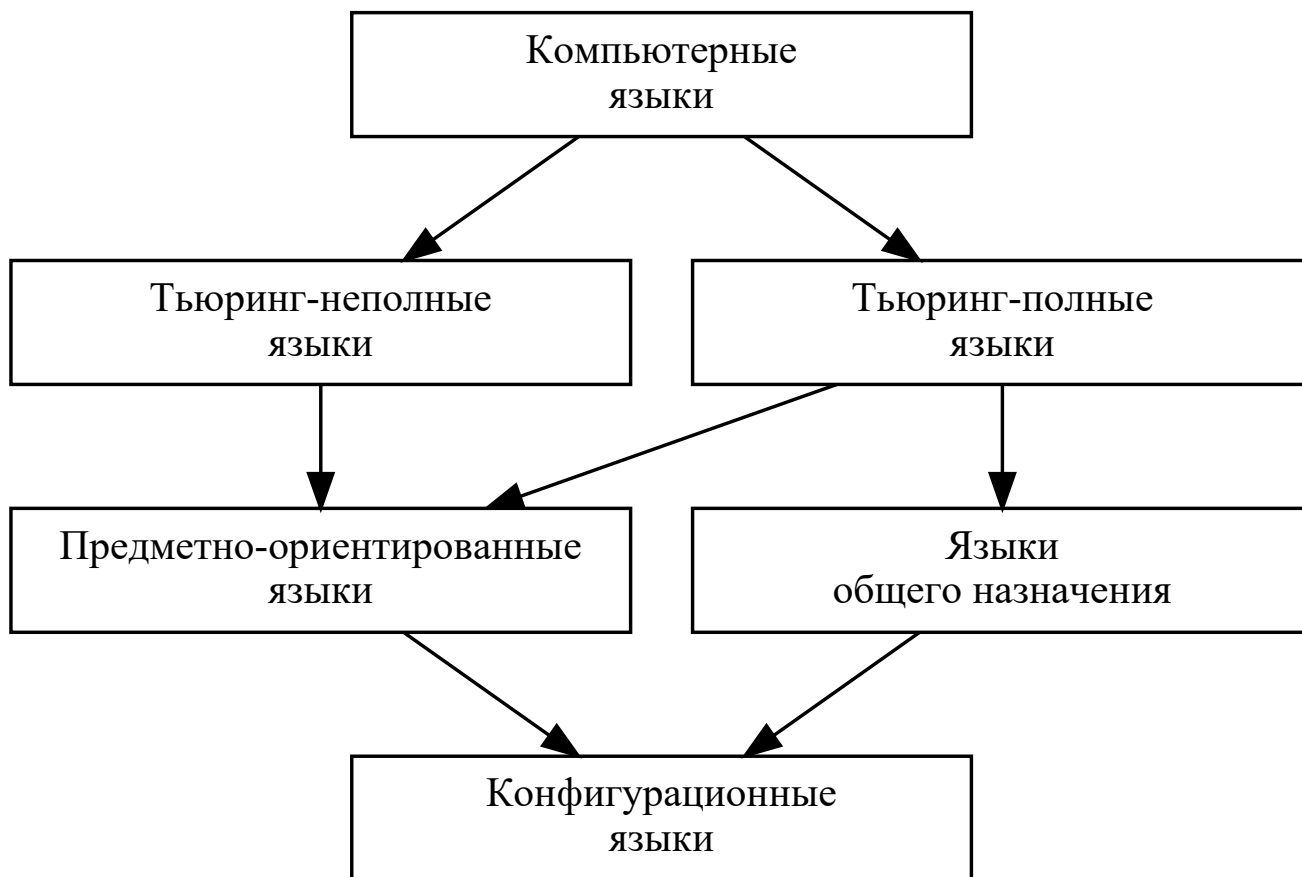 Компьютерные
языки
Тьюринг-неполные
языки
Тьюринг-полные
языки
Предметно-ориентированные
языки
Языки
общего назначения
Конфигурационные
языки